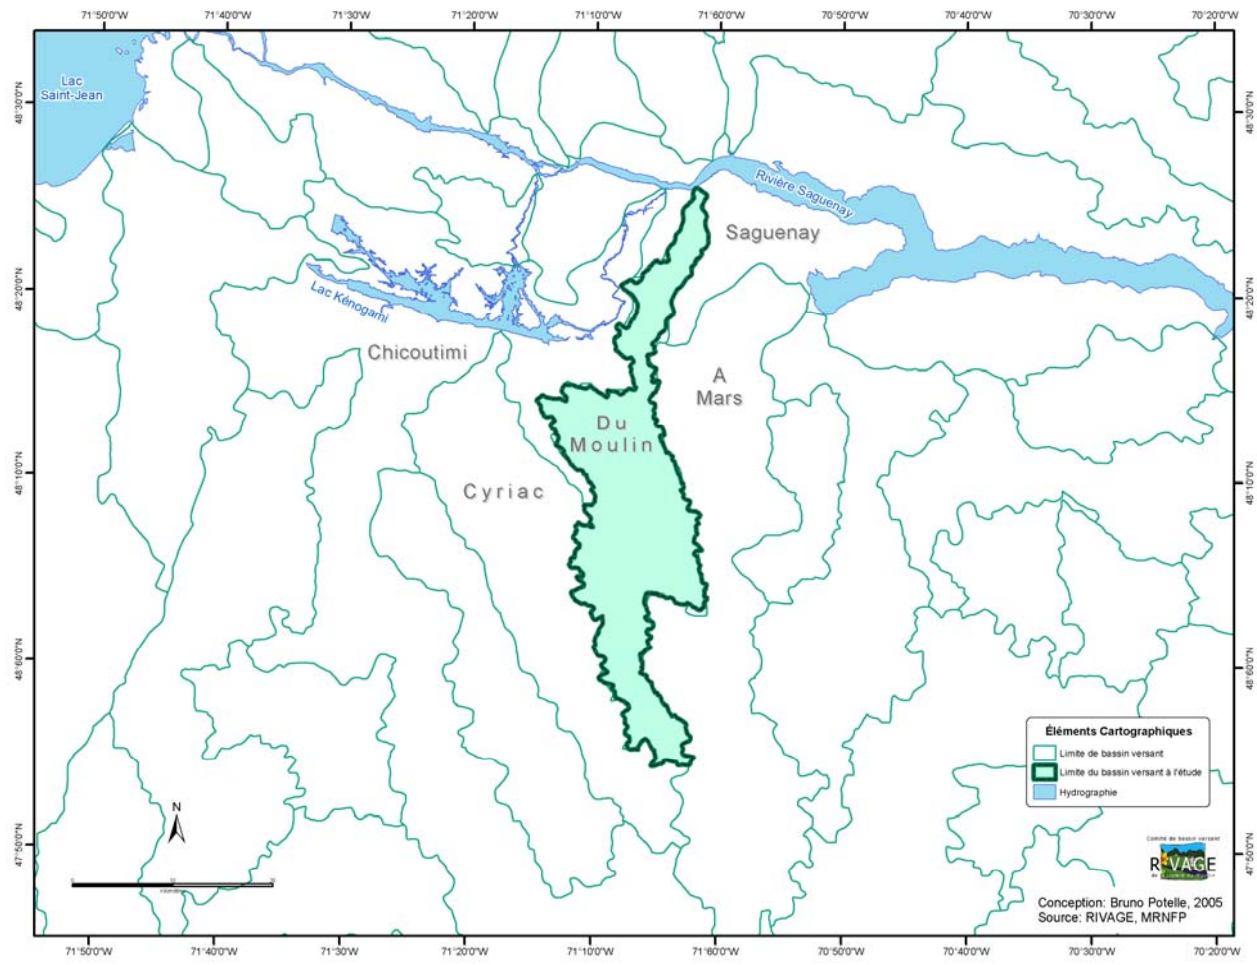 71°50'0"W 71°40'0"W 71°30'0"W 71°20'0"W 71°10'0"W 71°60'0"W 70°50'0"W 70°40'0"W 70°30'0"W 70°20'0"W
Lac
Saint-Jean
48°30'0"N 48°30'0"N
Rivière Saguenay
Saguenay
48°20'0"N 48°20'0"N
Lac Kénogami
Chicoutimi
A
Mars
Du
Moulin
48°10'0"N 48°10'0"N
Cyriac
48°60'0"N 48°60'0"N
Éléments Cartographiques
Limite de bassin versant
Limite du bassin versant à l'étude
Hydrographie
N
47°50'0"N 47°50'0"N
Comité de bassin versant
RIVAGE
Conception: Bruno Potelle, 2005
Source: RIVAGE, MRNFP
71°50'0"W 71°40'0"W 71°30'0"W 71°20'0"W 71°10'0"W 71°60'0"W 70°50'0"W 70°40'0"W 70°30'0"W 70°20'0"W